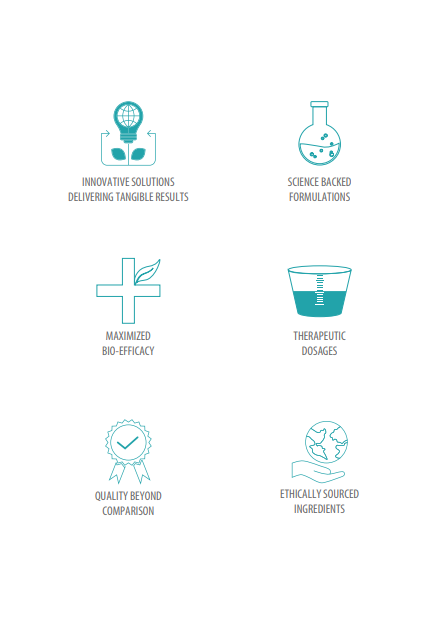 INNOVATIVE SOLUTIONS
DELIVERING TANGIBLE RESULTS
SCIENCE BACKED
FORMULATIONS
MAXIMIZED
BIO-EFFICACY
THERAPEUTIC
DOSAGES
QUALITY BEYOND
COMPARISON
ETHICALLY SOURCED
INGREDIENTS